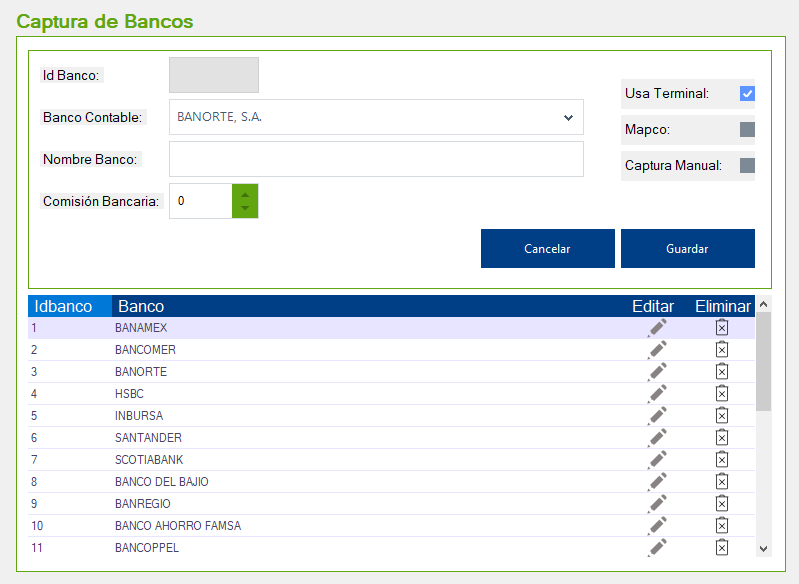 Captura de Bancos
Id Banco:
Banco Contable: BANORTE, S.A.
Nombre Banco:
Comisión Bancaria: 0
Usa Terminal:
Mapco:
Captura Manual:
Cancelar Guardar
Idbanco Banco Editar Eliminar
1 BANAMEX
2 BANCOMER
3 BANORTE
4 HSBC
5 INBURSA
6 SANTANDER
7 SCOTIABANK
8 BANCO DEL BAJIO
9 BANREGIO
10 BANCO AHORRO FAMSA
11 BANCOPPEL